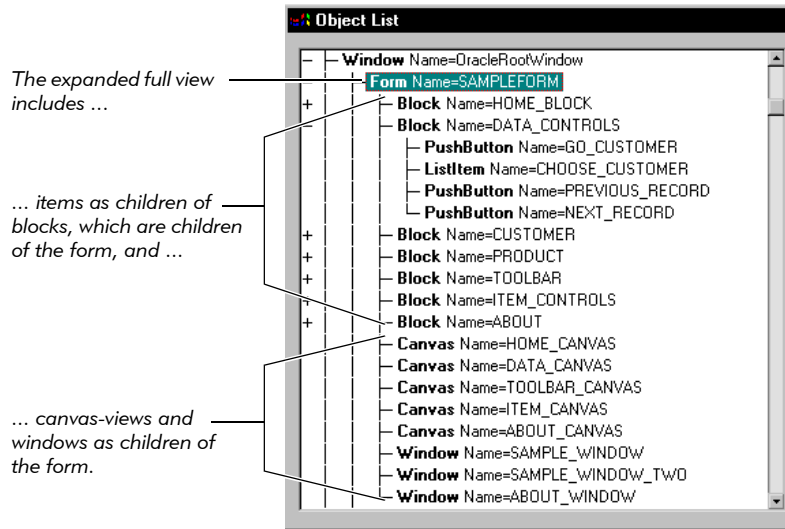 Object List
Window Name=OracleRootWindow
Form Name=SAMPLEFORM
Block Name=HOME_BLOCK
Block Name=DATA_CONTROLS
PushButton Name=GO_CUSTOMER
ListItem Name=CHOOSE_CUSTOMER
PushButton Name=PREVIOUS_RECORD
PushButton Name=NEXT_RECORD
Block Name=CUSTOMER
Block Name=PRODUCT
Block Name=TOOLBAR
Block Name=ITEM_CONTROLS
Block Name=ABOUT
Canvas Name=HOME_CANVAS
Canvas Name=DATA_CANVAS
Canvas Name=TOOLBAR_CANVAS
Canvas Name=ITEM_CANVAS
Canvas Name=ABOUT_CANVAS
Window Name=SAMPLE_WINDOW
Window Name=SAMPLE_WINDOW_TWO
Window Name=ABOUT_WINDOW
The expanded full view
includes ...
... items as children of
blocks, which are children
of the form, and ...
... canvas-views and
windows as children of
the form.